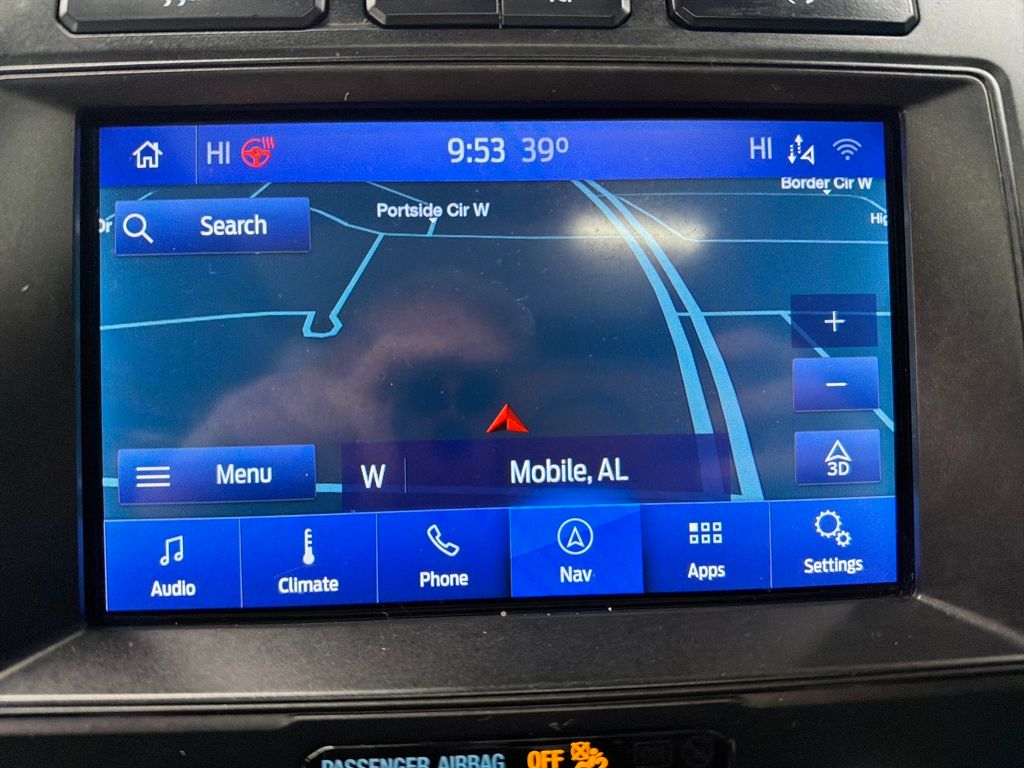 HI 9:53 39° HI
Border Cir W
Portside Cir W
Search
+
−
3D
Menu
W Mobile, AL
Audio Climate Phone Nav Apps Settings
PASSENGER AIRBAG OFF